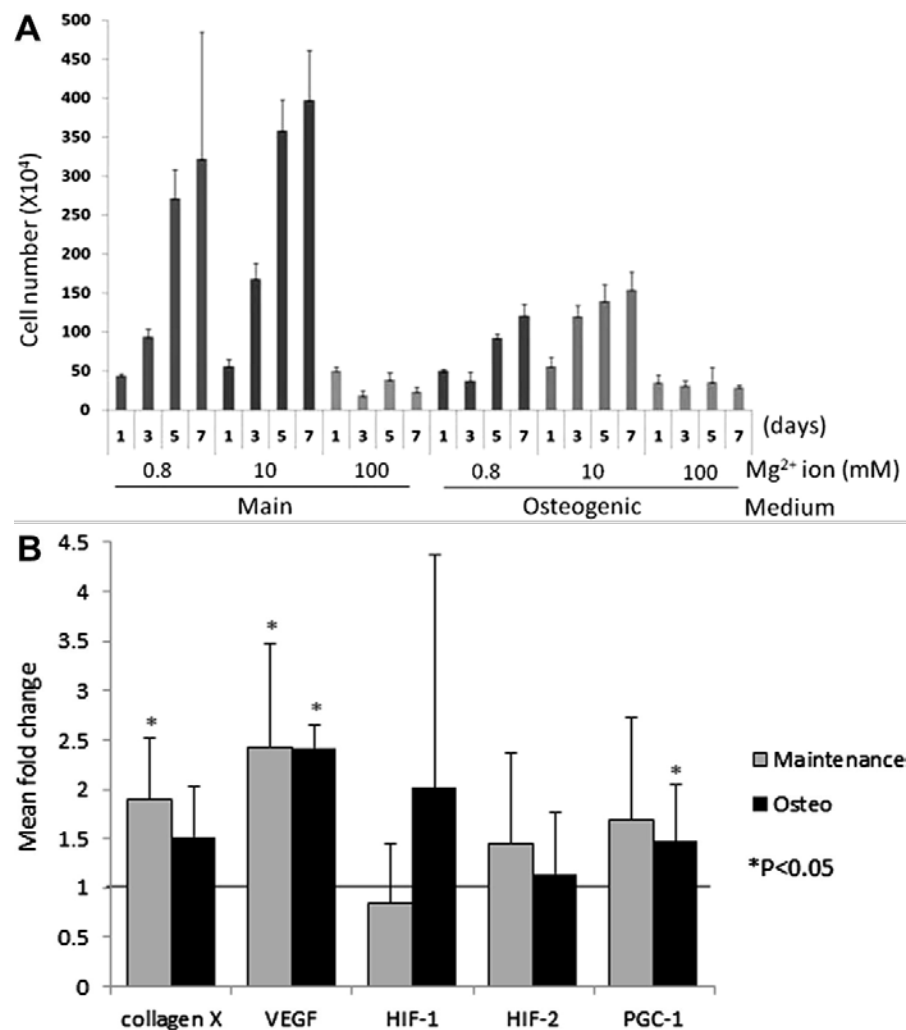 A
500
450
400
350
300
250
200
150
100
50
0
Cell number (X10⁴)
1 3 5 7 1 3 5 7 1 3 5 7 1 3 5 7 1 3 5 7 1 3 5 7 (days)
0.8 10 100 0.8 10 100 Mg²⁺ ion (mM)
Main Osteogenic Medium
B
4.5
4
3.5
3
2.5
2
1.5
1
0.5
0
Mean fold change
* * * *
Maintenance
Osteo
*P<0.05
collagen X VEGF HIF-1 HIF-2 PGC-1